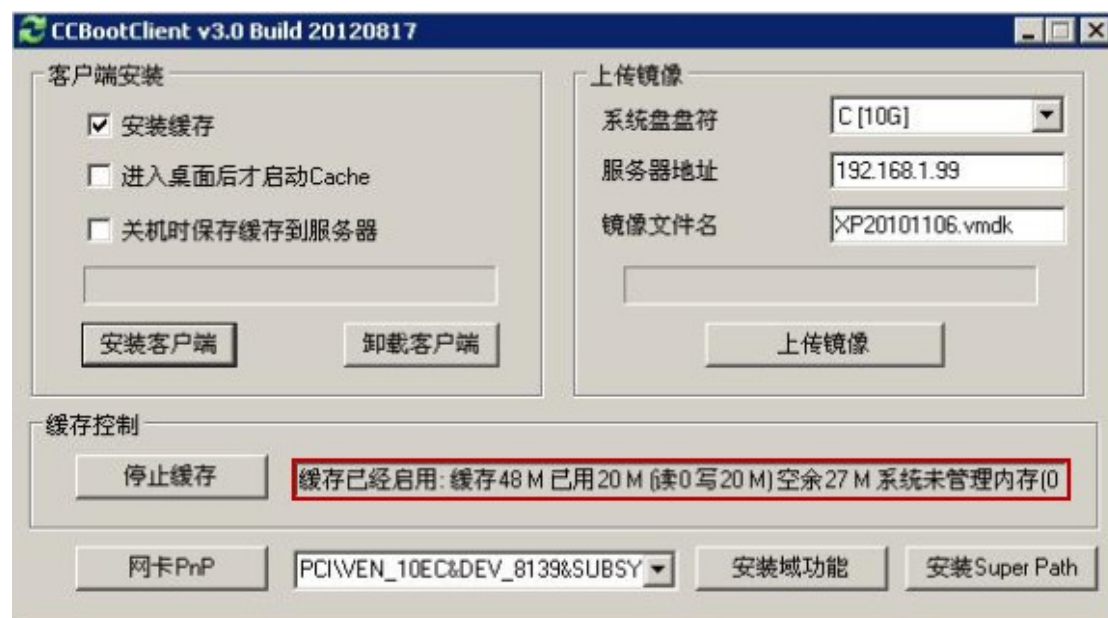 CCBootClient v3.0 Build 20120817
客户端安装
安装缓存
进入桌面后才启动Cache
关机时保存缓存到服务器
安装客户端
卸载客户端
上传镜像
系统盘盘符
C [10G]
服务器地址
192.168.1.99
镜像文件名
XP20101106.vmdk
上传镜像
缓存控制
停止缓存
缓存已经启用: 缓存48 M 已用20 M (读0 写20 M) 空余27 M 系统未管理内存(0
网卡PnP
PCI\VEN_10EC&DEV_8139&SUBSY
安装域功能
安装Super Path